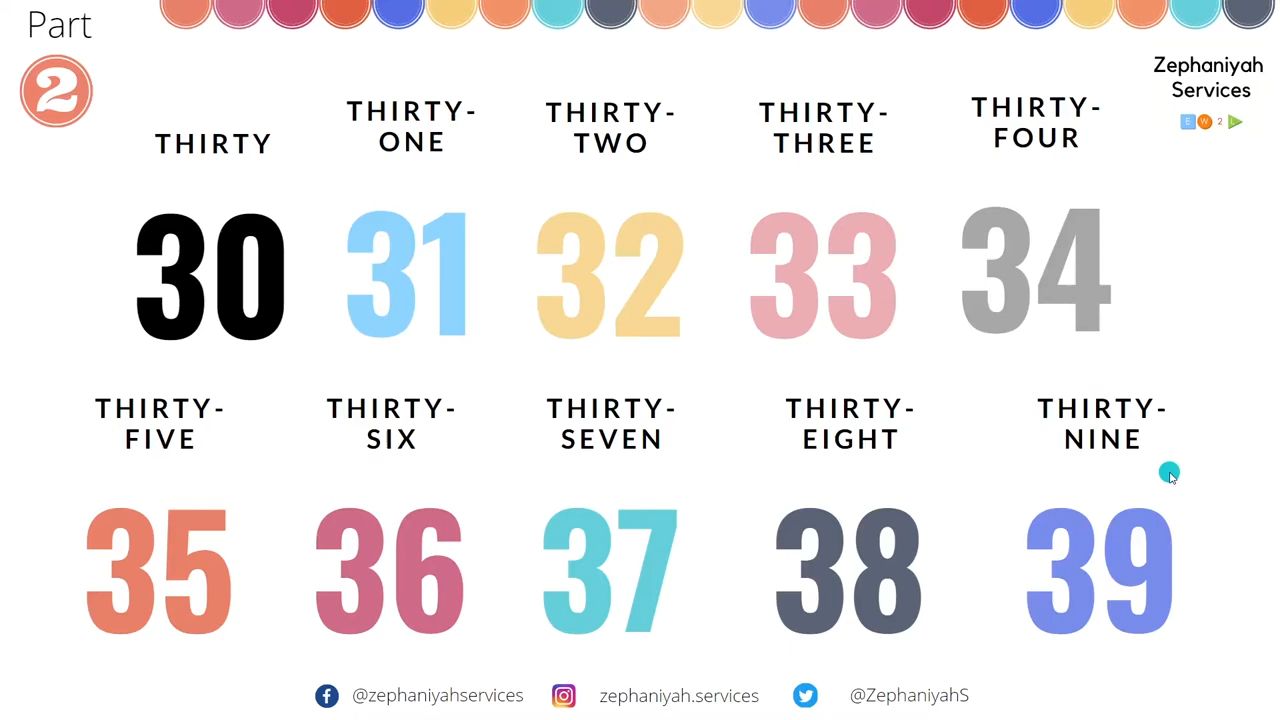 Part
2
Zephaniyah
Services
E W 2 L
THIRTY
THIRTY-
ONE
THIRTY-
TWO
THIRTY-
THREE
THIRTY-
FOUR
30 31 32 33 34
THIRTY-
FIVE
THIRTY-
SIX
THIRTY-
SEVEN
THIRTY-
EIGHT
THIRTY-
NINE
35 36 37 38 39
@zephaniyahservices zephaniyah.services @ZephaniyahS